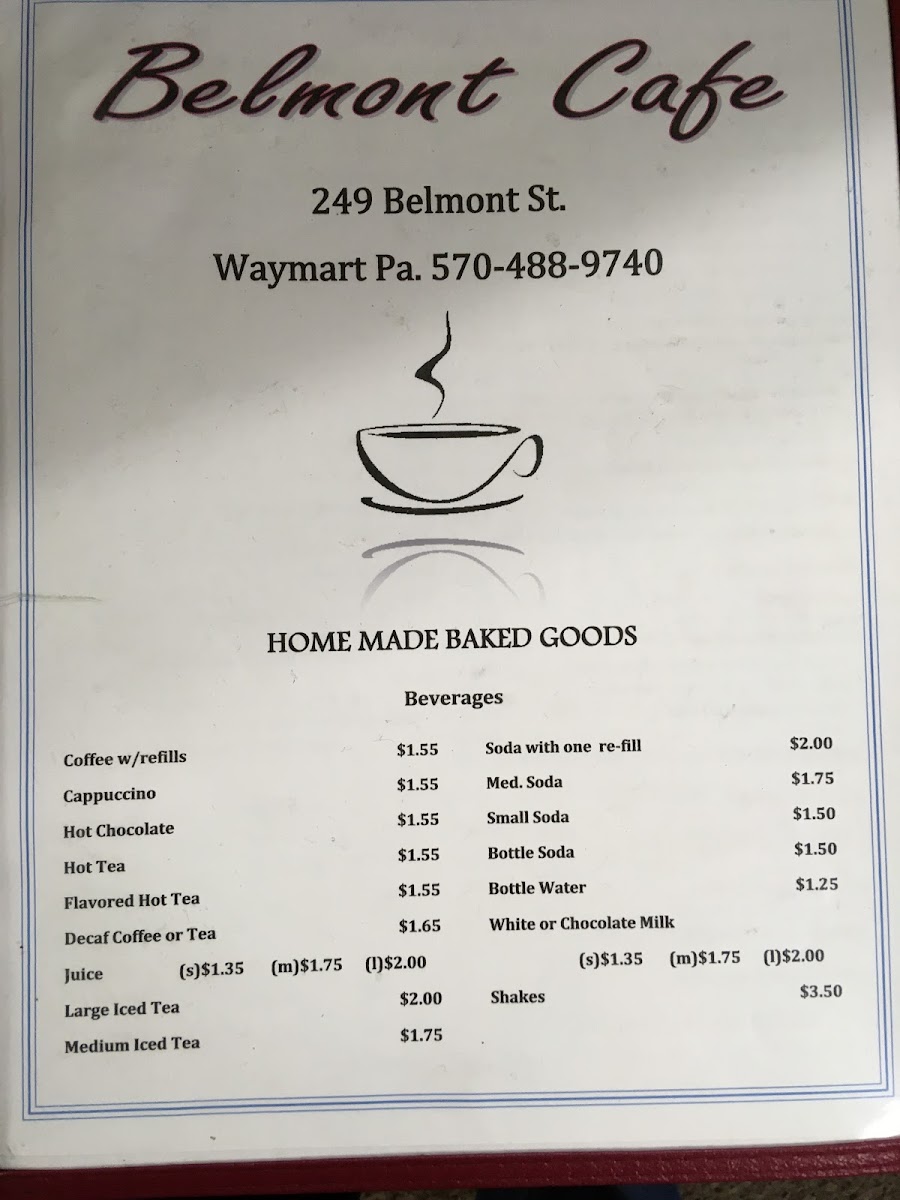 Belmont Cafe
249 Belmont St.
Waymart Pa. 570-488-9740
HOME MADE BAKED GOODS
Beverages
Coffee w/refills $1.55
Cappuccino $1.55
Hot Chocolate $1.55
Hot Tea $1.55
Flavored Hot Tea $1.55
Decaf Coffee or Tea $1.65
Juice (s)$1.35 (m)$1.75 (l)$2.00
Large Iced Tea $2.00
Medium Iced Tea $1.75
Soda with one re-fill $2.00
Med. Soda $1.75
Small Soda $1.50
Bottle Soda $1.50
Bottle Water $1.25
White or Chocolate Milk
(s)$1.35 (m)$1.75 (l)$2.00
Shakes $3.50